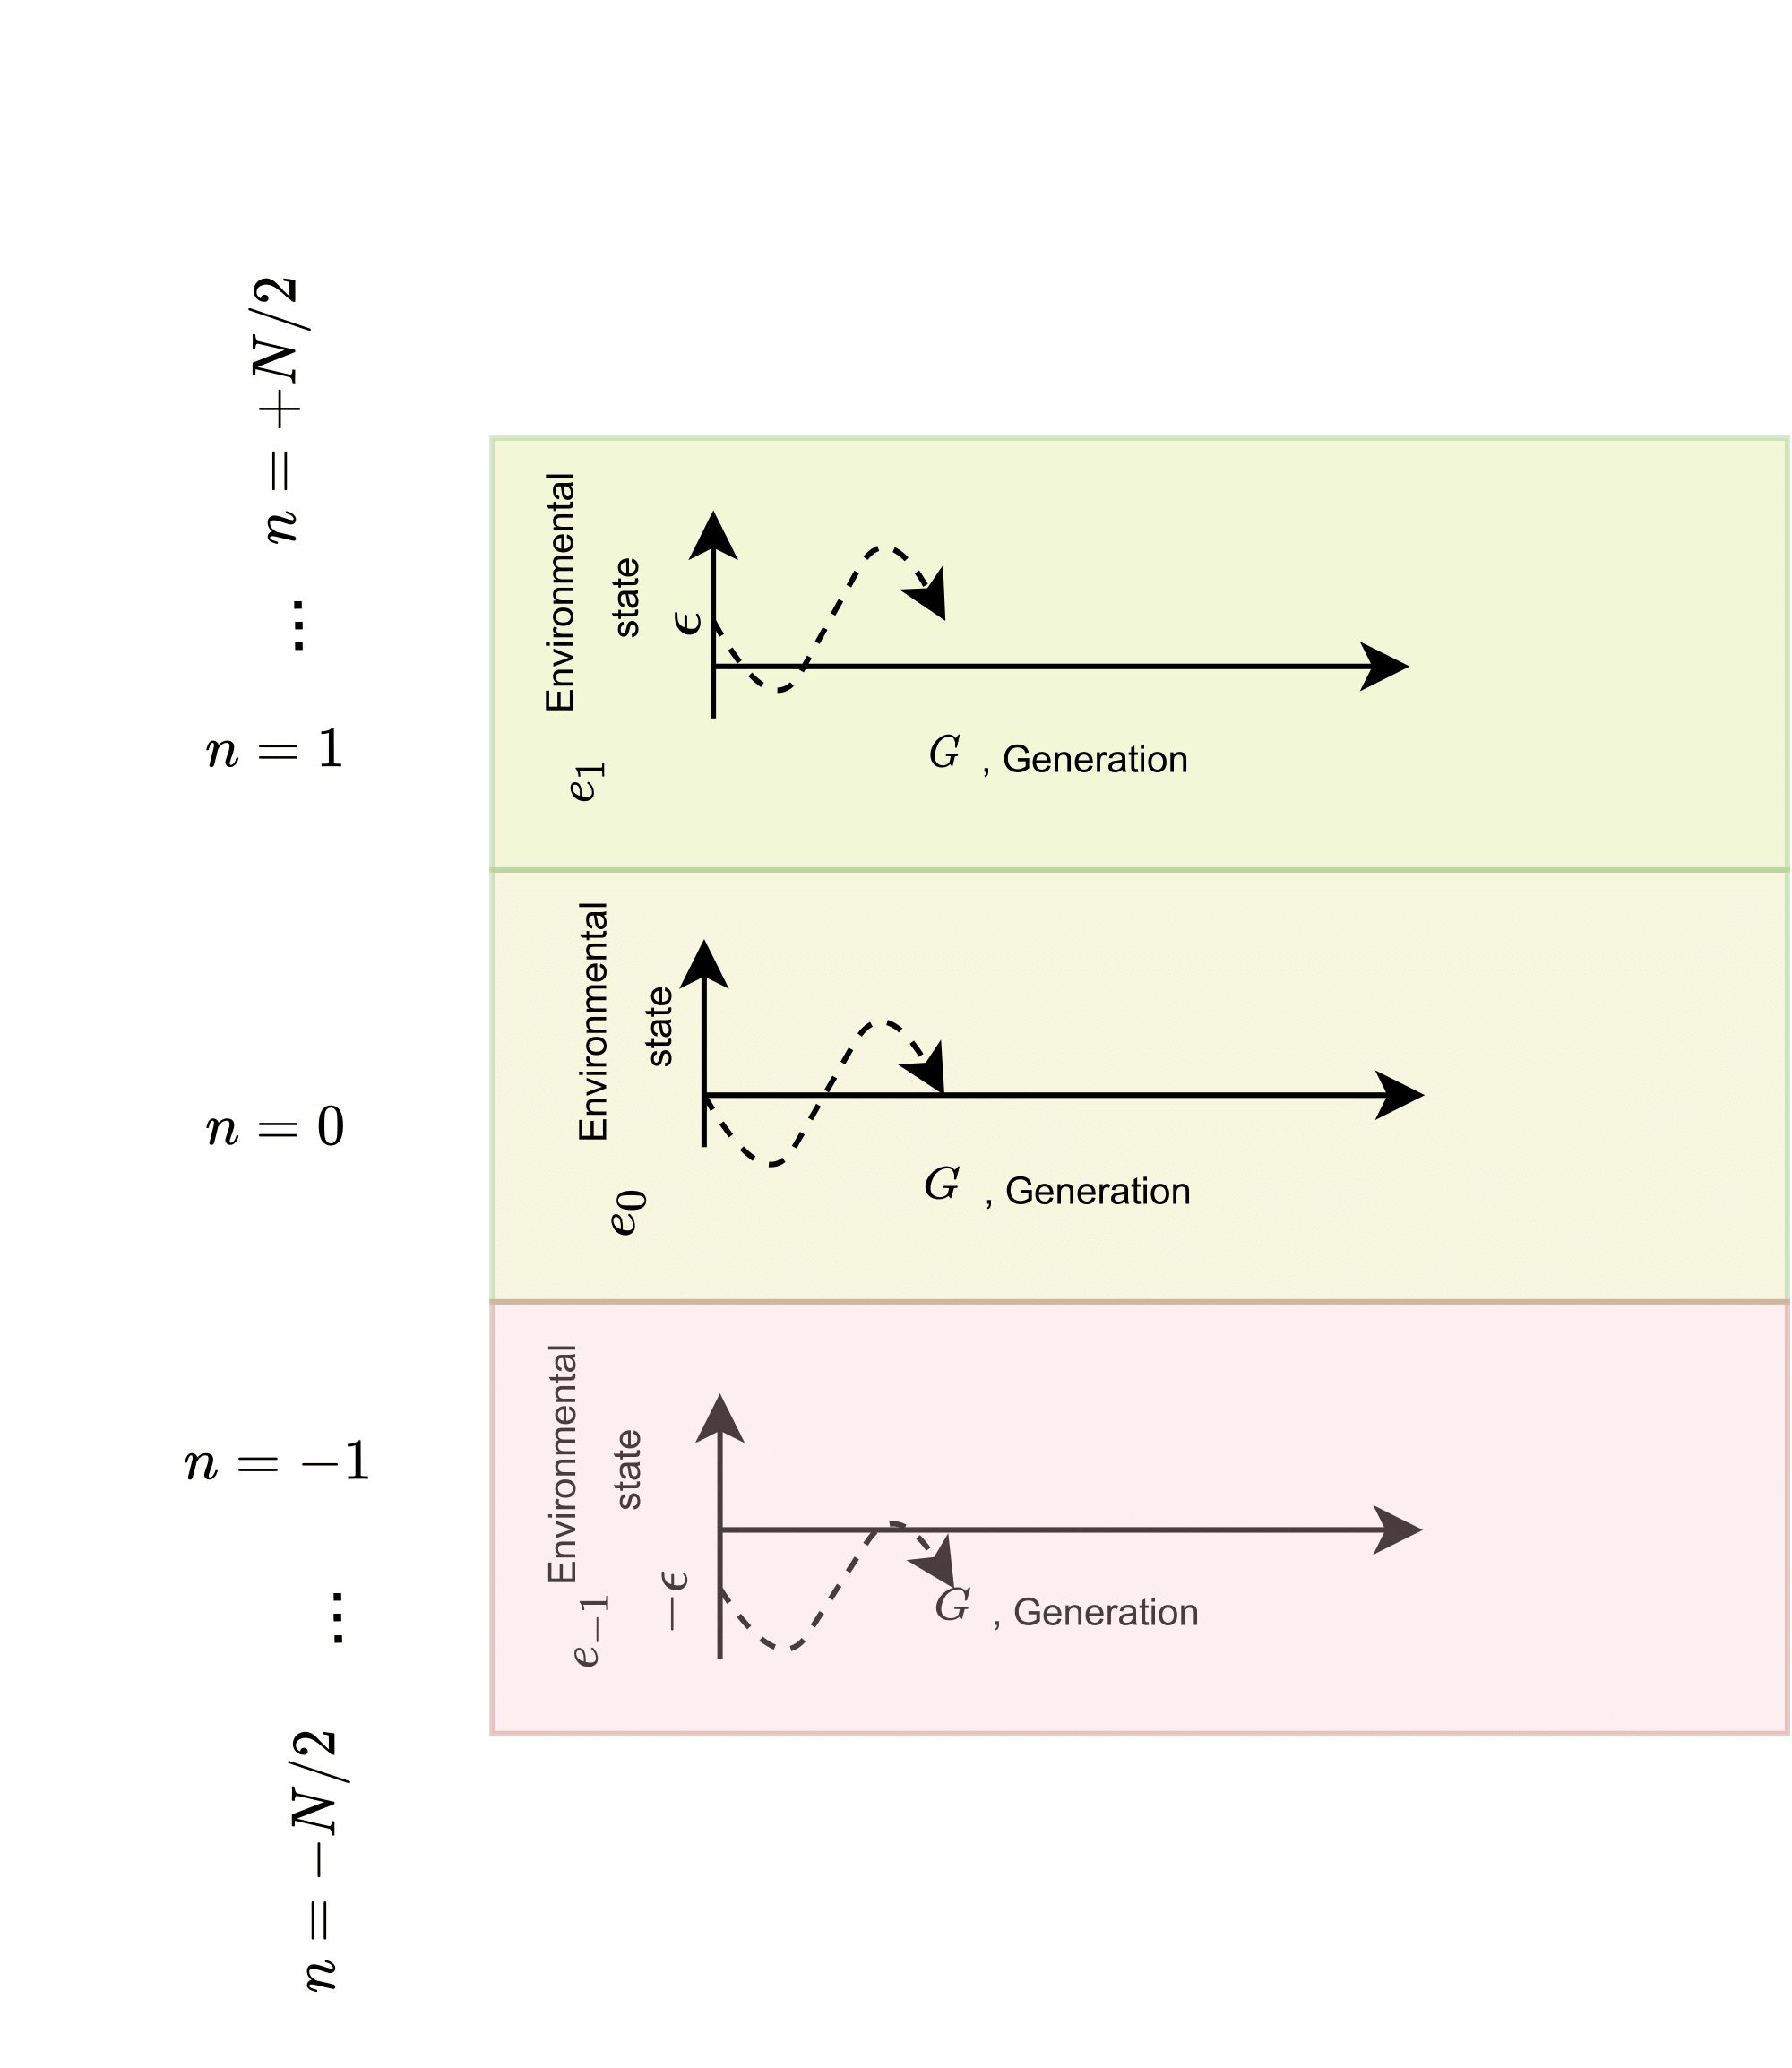 n = +N/2
⋮
n = 1
Environmental
state
ϵ
e₁
G , Generation
n = 0
Environmental
state
e₀
G , Generation
n = −1
Environmental
state
−ϵ
e₋₁
G , Generation
⋮
n = −N/2